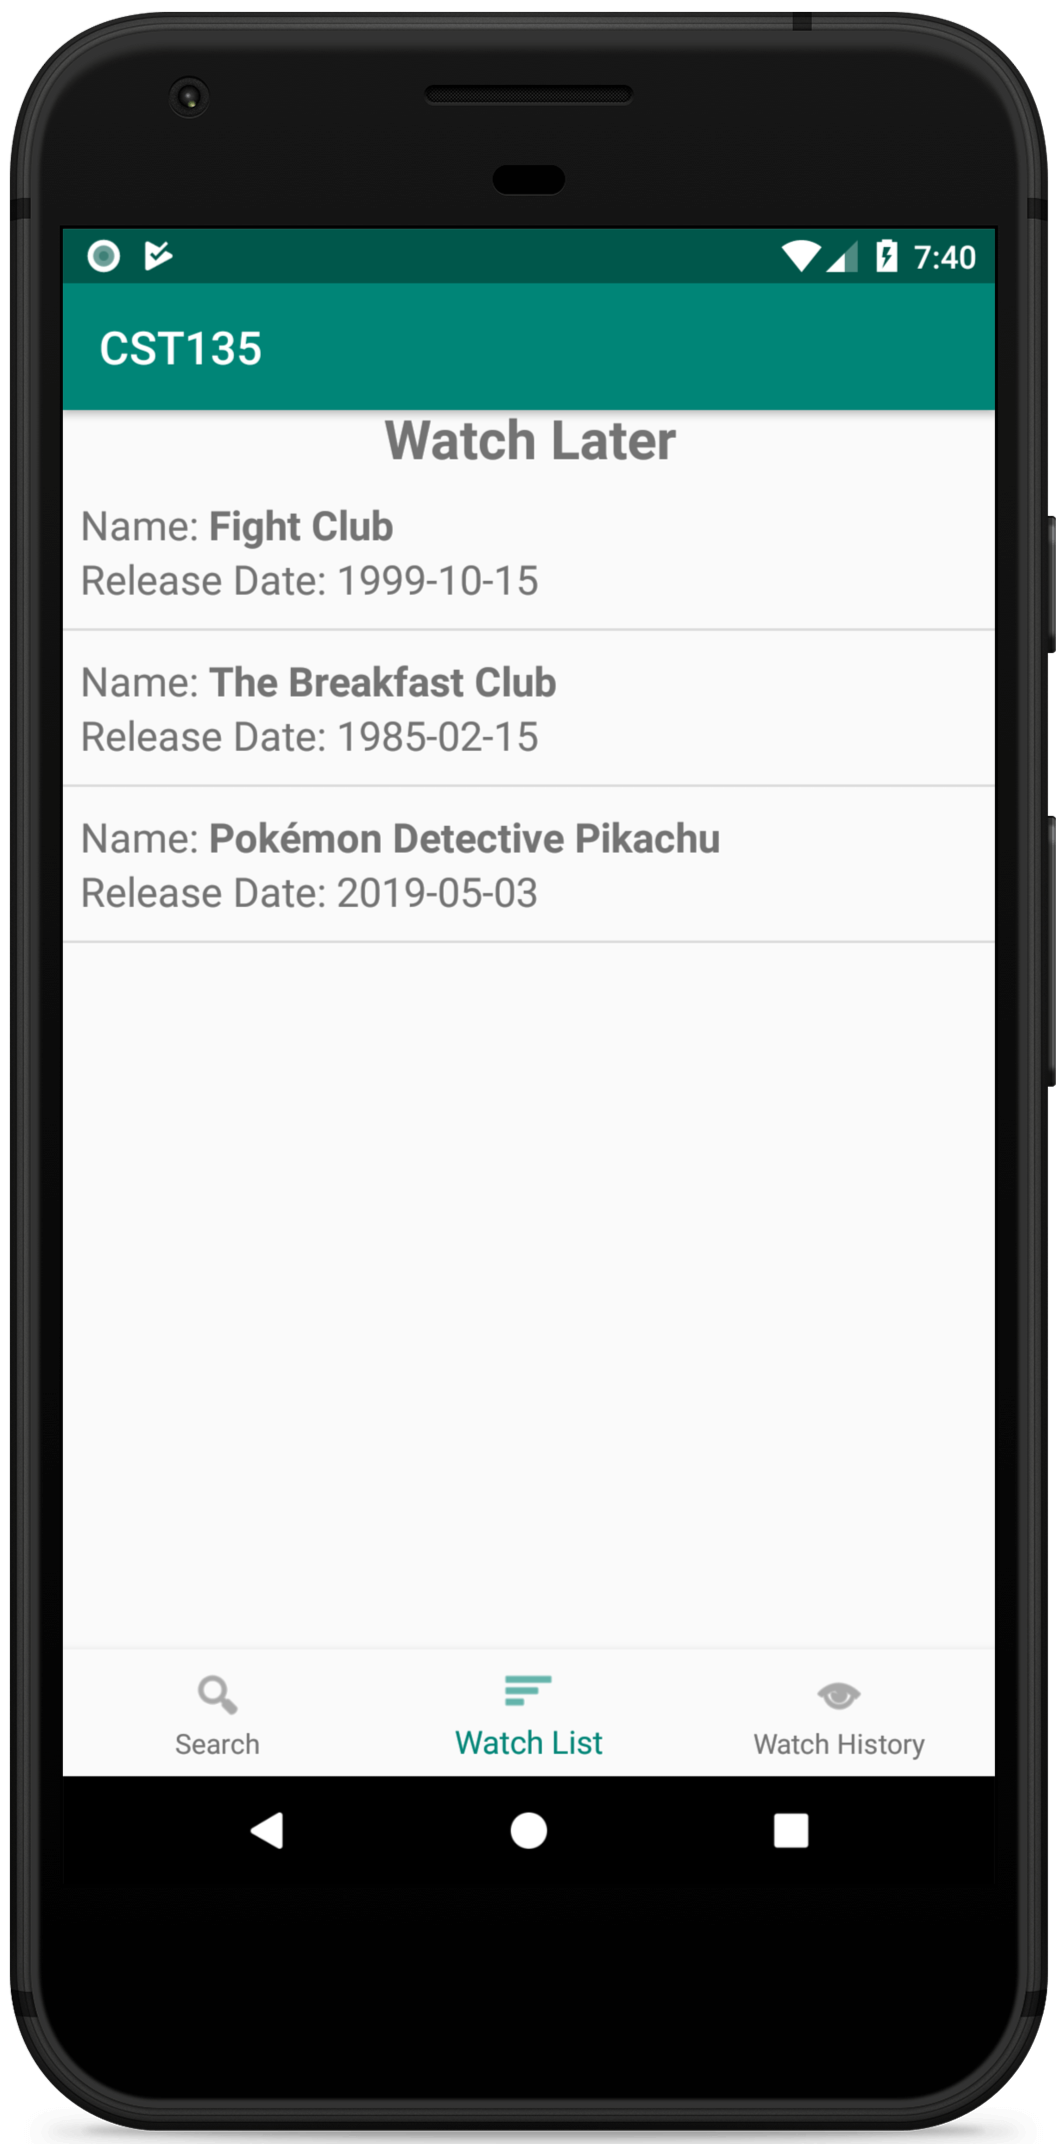 7:40
CST135
Watch Later
Name: Fight Club
Release Date: 1999-10-15
Name: The Breakfast Club
Release Date: 1985-02-15
Name: Pokémon Detective Pikachu
Release Date: 2019-05-03
Search
Watch List
Watch History